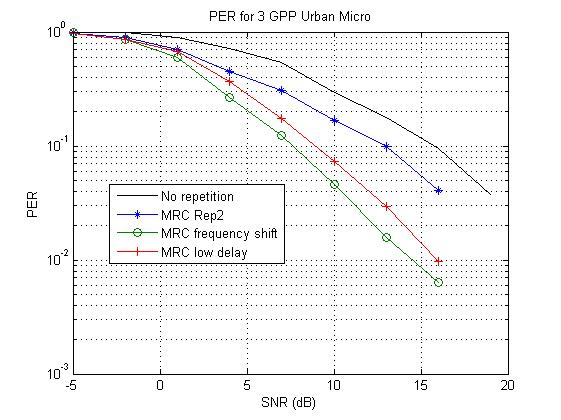 PER for 3 GPP Urban Micro
10^0
10^-1
PER
No repetition
MRC Rep2
MRC frequency shift
MRC low delay
10^-2
10^-3
-5 0 5 10 15 20
SNR (dB)